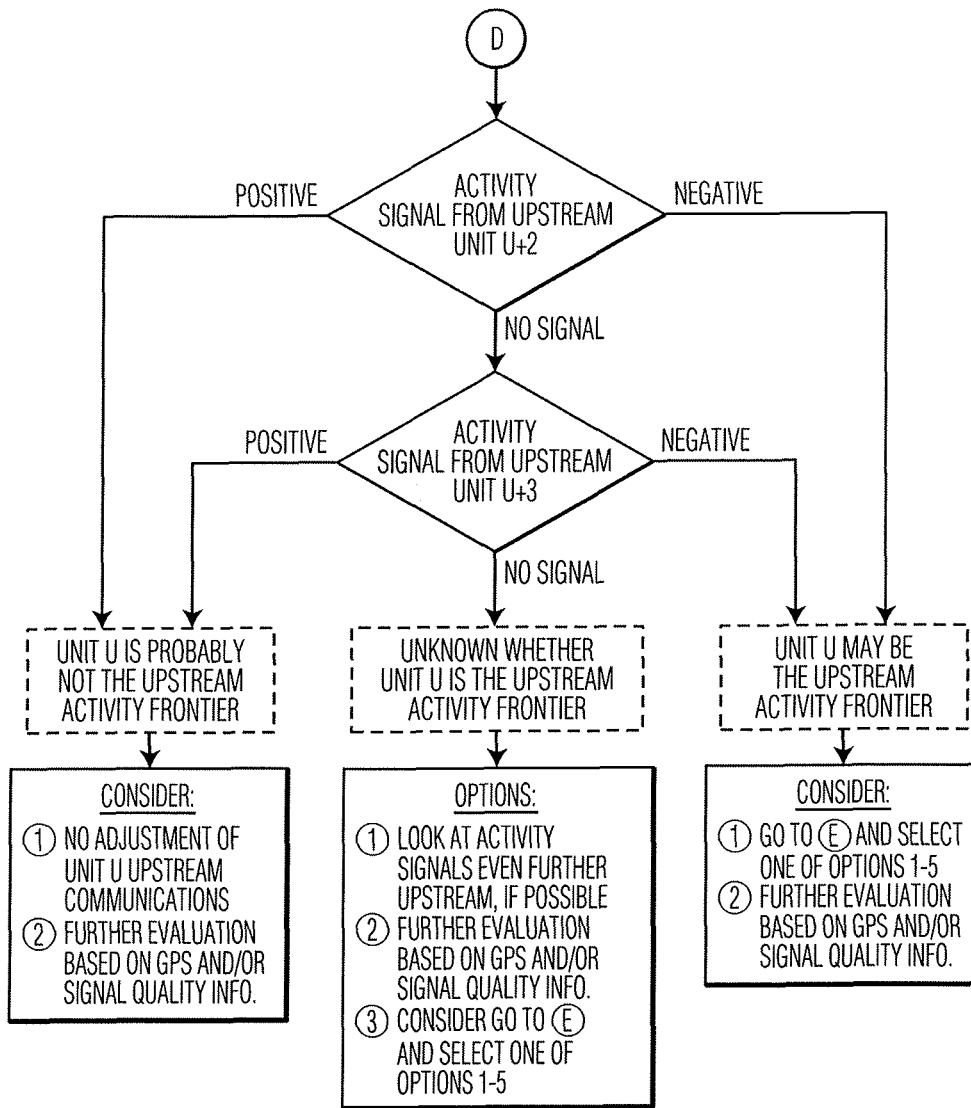 D
ACTIVITY
SIGNAL FROM UPSTREAM
UNIT U+2
POSITIVE
NEGATIVE
NO SIGNAL
ACTIVITY
SIGNAL FROM UPSTREAM
UNIT U+3
POSITIVE
NEGATIVE
NO SIGNAL
UNIT U IS PROBABLY
NOT THE UPSTREAM
ACTIVITY FRONTIER
UNKNOWN WHETHER
UNIT U IS THE UPSTREAM
ACTIVITY FRONTIER
UNIT U MAY BE
THE UPSTREAM
ACTIVITY FRONTIER
CONSIDER:
1 NO ADJUSTMENT OF
UNIT U UPSTREAM
COMMUNICATIONS
2 FURTHER EVALUATION
BASED ON GPS AND/OR
SIGNAL QUALITY INFO.
OPTIONS:
1 LOOK AT ACTIVITY
SIGNALS EVEN FURTHER
UPSTREAM, IF POSSIBLE
2 FURTHER EVALUATION
BASED ON GPS AND/OR
SIGNAL QUALITY INFO.
3 CONSIDER GO TO E
AND SELECT ONE OF
OPTIONS 1-5
CONSIDER:
1 GO TO E AND SELECT
ONE OF OPTIONS 1-5
2 FURTHER EVALUATION
BASED ON GPS AND/OR
SIGNAL QUALITY INFO.